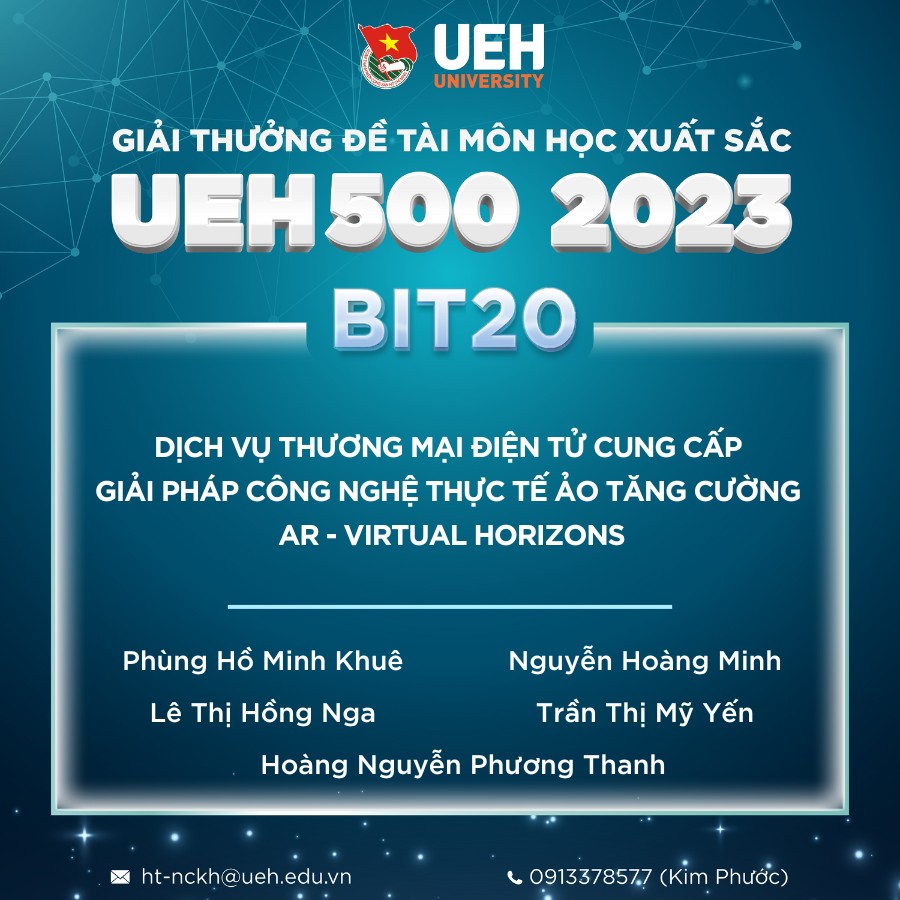 UEH
UNIVERSITY
GIẢI THƯỞNG ĐỀ TÀI MÔN HỌC XUẤT SẮC
UEH500 2023
BIT20
DỊCH VỤ THƯƠNG MẠI ĐIỆN TỬ CUNG CẤP
GIẢI PHÁP CÔNG NGHỆ THỰC TẾ ẢO TĂNG CƯỜNG
AR - VIRTUAL HORIZONS
Phùng Hồ Minh Khuê
Nguyễn Hoàng Minh
Lê Thị Hồng Nga
Trần Thị Mỹ Yến
Hoàng Nguyễn Phương Thanh
ht-nckh@ueh.edu.vn
0913378577 (Kim Phước)